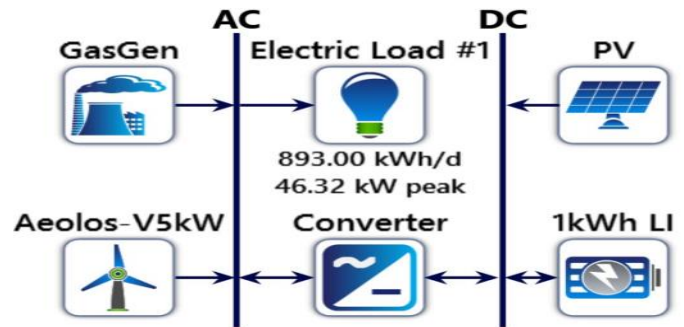 AC
DC
GasGen
Electric Load #1
PV
893.00 kWh/d
46.32 kW peak
Aeolos-V5kW
Converter
1kWh LI